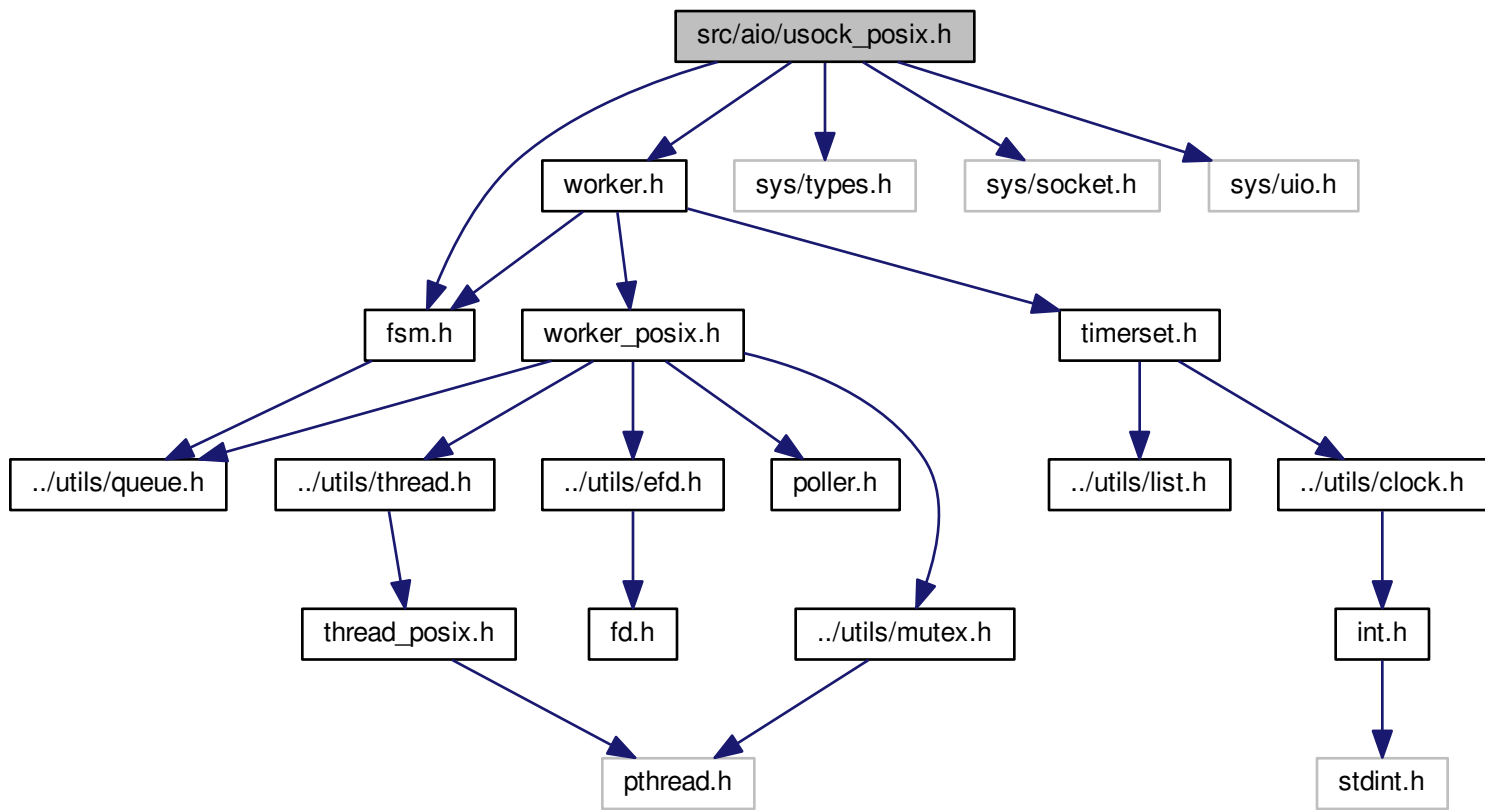 src/aio/usock_posix.h
worker.h
sys/types.h
sys/socket.h
sys/uio.h
fsm.h
worker_posix.h
timerset.h
../utils/queue.h
../utils/thread.h
../utils/efd.h
poller.h
../utils/list.h
../utils/clock.h
thread_posix.h
fd.h
../utils/mutex.h
int.h
pthread.h
stdint.h